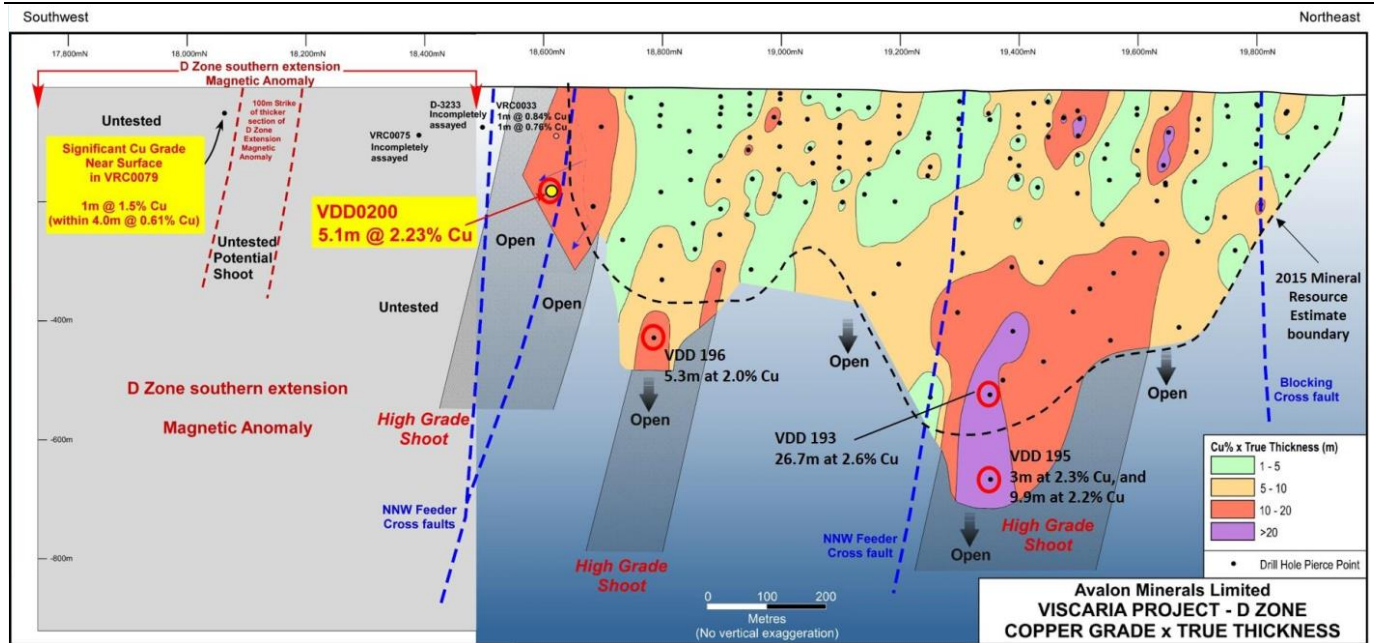 Southwest
Northeast
17,800mN
18,000mN
18,200mN
18,400mN
18,600mN
18,800mN
19,000mN
19,200mN
19,400mN
19,600mN
19,800mN
D Zone southern extension
Magnetic Anomaly
Untested
100m Strike
of thicker
section of
D Zone
Extension
Magnetic
Anomaly
D-3233
Incompletely
assayed
VRC0033
1m @ 0.84% Cu
1m @ 0.76% Cu
VRC0075
Incompletely
assayed
Significant Cu Grade
Near Surface
in VRC0079
1m @ 1.5% Cu
(within 4.0m @ 0.61% Cu)
VDD0200
5.1m @ 2.23% Cu
Untested
Potential
Shoot
Open
Open
Untested
2015 Mineral
Resource
Estimate
boundary
-400m
-600m
-800m
VDD 196
5.3m at 2.0% Cu
Open
Open
Open
D Zone southern extension
Magnetic Anomaly
High Grade
Shoot
Blocking
Cross fault
VDD 193
26.7m at 2.6% Cu
VDD 195
3m at 2.3% Cu, and
9.9m at 2.2% Cu
NNW Feeder
Cross faults
NNW Feeder
Cross fault
High Grade
Shoot
Open
High Grade
Shoot
0 100 200
Metres
(No vertical exaggeration)
Cu% x True Thickness (m)
1 - 5
5 - 10
10 - 20
>20
Drill Hole Pierce Point
Avalon Minerals Limited
VISCARIA PROJECT - D ZONE
COPPER GRADE x TRUE THICKNESS